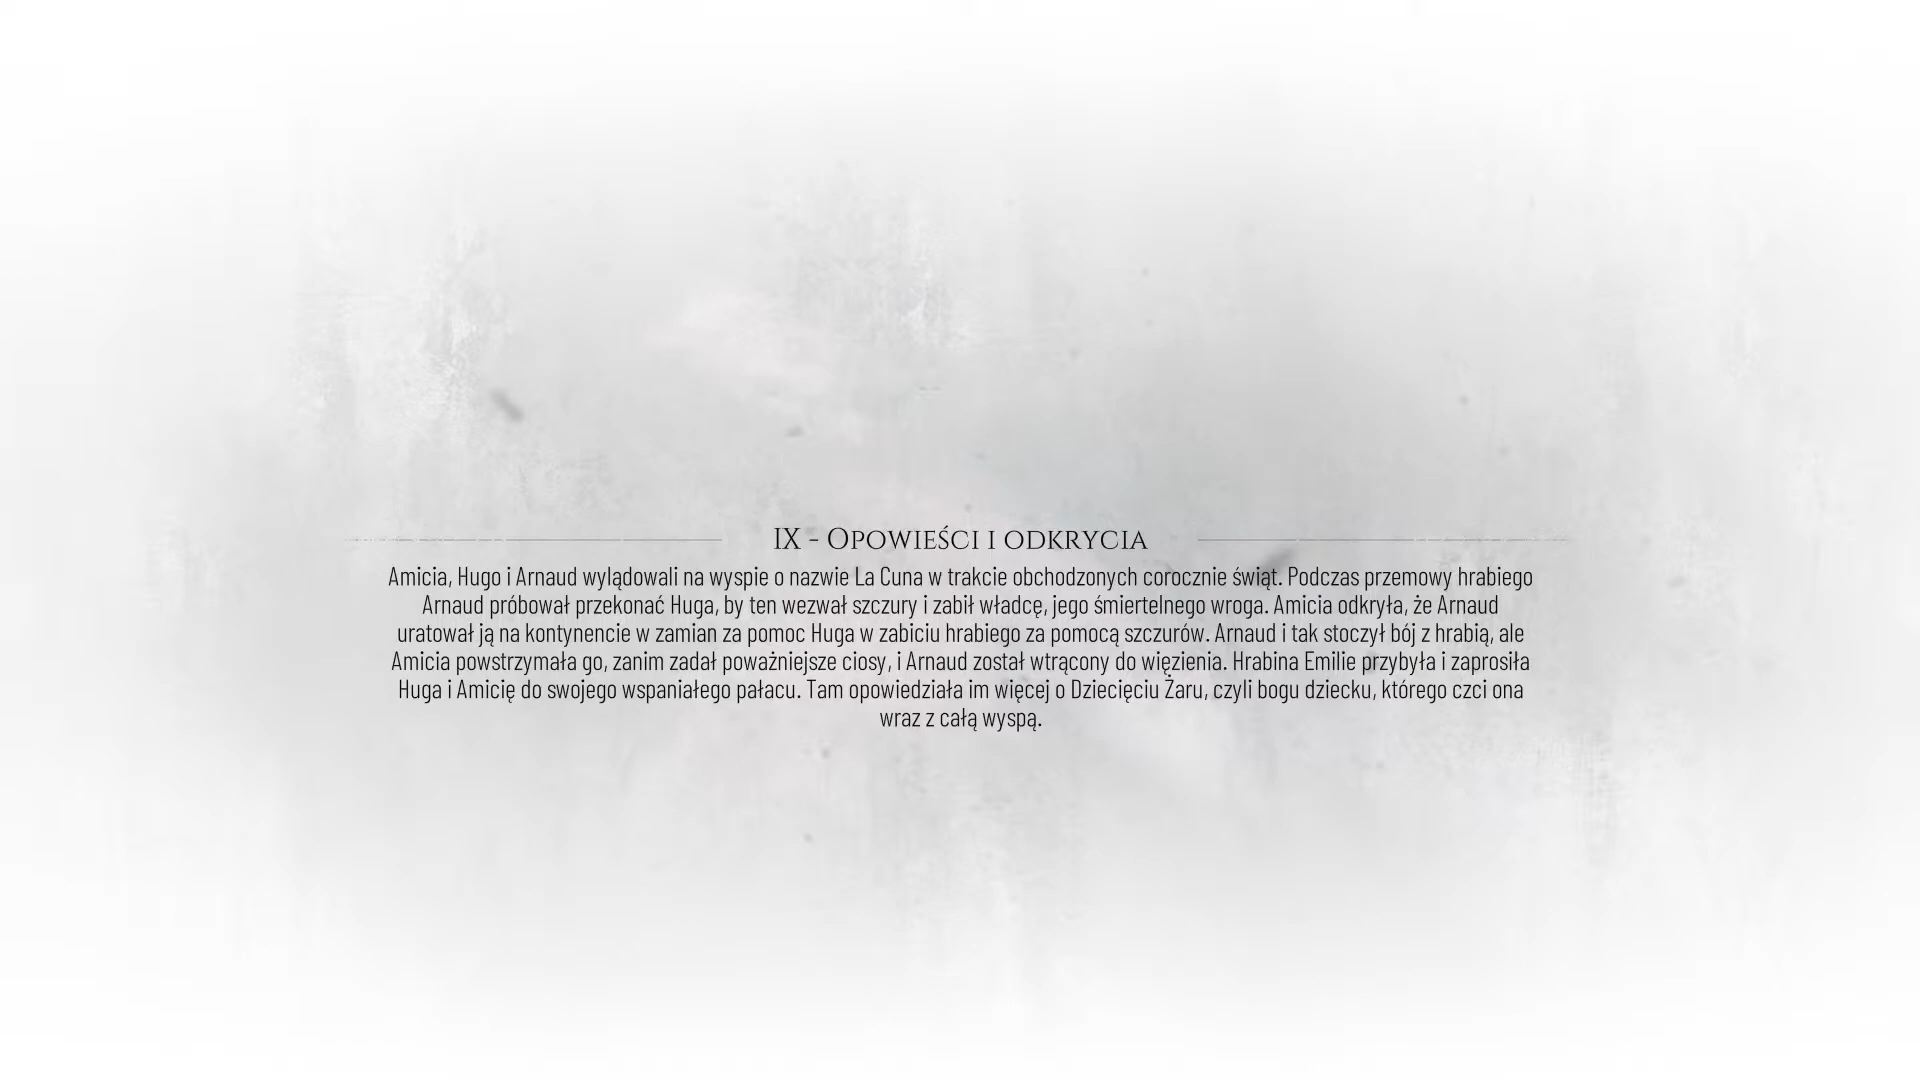 IX - Opowieści i odkrycia
Amicia, Hugo i Arnaud wylądowali na wyspie o nazwie La Cuna w trakcie obchodzonych corocznie świąt. Podczas przemowy hrabiego
Arnaud próbował przekonać Huga, by ten wezwał szczury i zabił władcę, jego śmiertelnego wroga. Amicia odkryła, że Arnaud
uratował ją na kontynencie w zamian za pomoc Huga w zabiciu hrabiego za pomocą szczurów. Arnaud i tak stoczył bój z hrabią, ale
Amicia powstrzymała go, zanim zadał poważniejsze ciosy, i Arnaud został wtrącony do więzienia. Hrabina Emilie przybyła i zaprosiła
Huga i Amicię do swojego wspaniałego pałacu. Tam opowiedziała im więcej o Dziecięciu Żaru, czyli bogu dziecku, którego czci ona
wraz z całą wyspą.